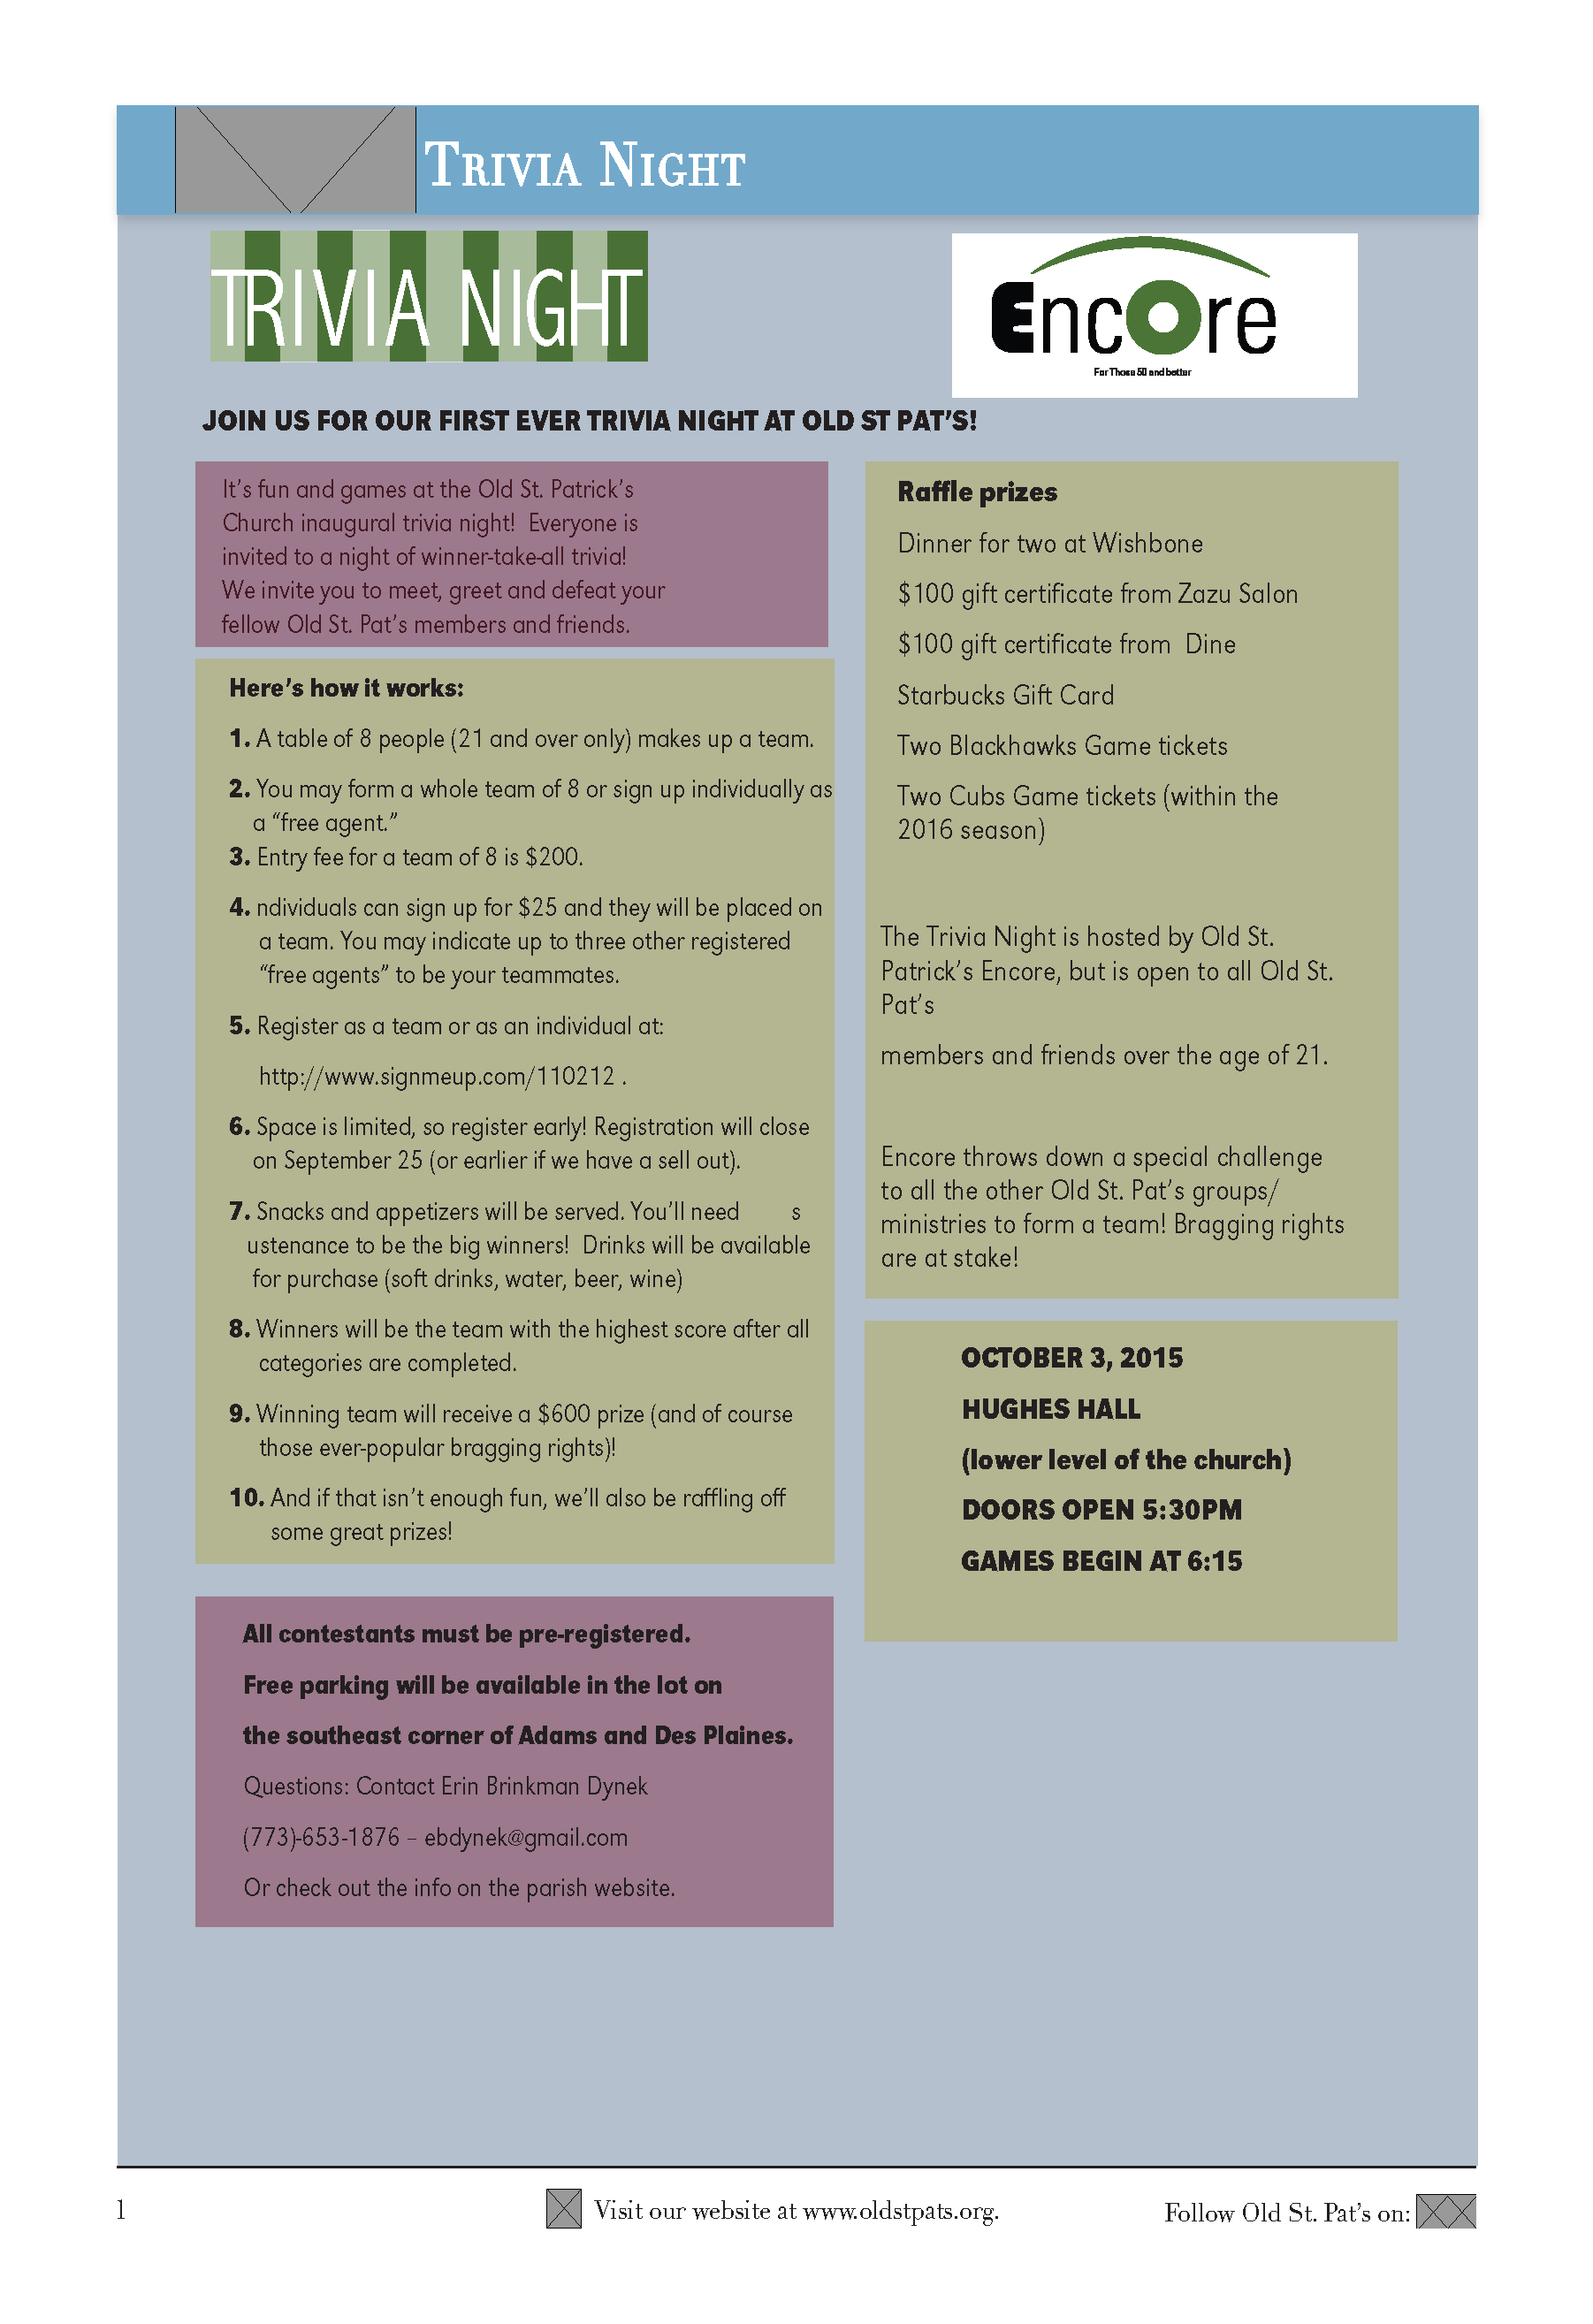 Trivia Night
TRIVIA NIGHT
Encore
For Those 50 and better
JOIN US FOR OUR FIRST EVER TRIVIA NIGHT AT OLD ST PAT'S!
It's fun and games at the Old St. Patrick's
Church inaugural trivia night!  Everyone is
invited to a night of winner-take-all trivia!
We invite you to meet, greet and defeat your
fellow Old St. Pat's members and friends.
Here's how it works:
1. A table of 8 people (21 and over only) makes up a team.
2. You may form a whole team of 8 or sign up individually as
a “free agent.”
3. Entry fee for a team of 8 is $200.
4. ndividuals can sign up for $25 and they will be placed on
a team. You may indicate up to three other registered
“free agents” to be your teammates.
5. Register as a team or as an individual at:
http://www.signmeup.com/110212 .
6. Space is limited, so register early! Registration will close
on September 25 (or earlier if we have a sell out).
7. Snacks and appetizers will be served. You'll need s
ustenance to be the big winners!  Drinks will be available
for purchase (soft drinks, water, beer, wine)
8. Winners will be the team with the highest score after all
categories are completed.
9. Winning team will receive a $600 prize (and of course
those ever-popular bragging rights)!
10. And if that isn't enough fun, we'll also be raffling off
some great prizes!
All contestants must be pre-registered.
Free parking will be available in the lot on
the southeast corner of Adams and Des Plaines.
Questions: Contact Erin Brinkman Dynek
(773)-653-1876 – ebdynek@gmail.com
Or check out the info on the parish website.
Raffle prizes
Dinner for two at Wishbone
$100 gift certificate from Zazu Salon
$100 gift certificate from  Dine
Starbucks Gift Card
Two Blackhawks Game tickets
Two Cubs Game tickets (within the
2016 season)
The Trivia Night is hosted by Old St.
Patrick's Encore, but is open to all Old St.
Pat's
members and friends over the age of 21.
Encore throws down a special challenge
to all the other Old St. Pat's groups/
ministries to form a team! Bragging rights
are at stake!
OCTOBER 3, 2015
HUGHES HALL
(lower level of the church)
DOORS OPEN 5:30PM
GAMES BEGIN AT 6:15
1
Visit our website at www.oldstpats.org.
Follow Old St. Pat's on: